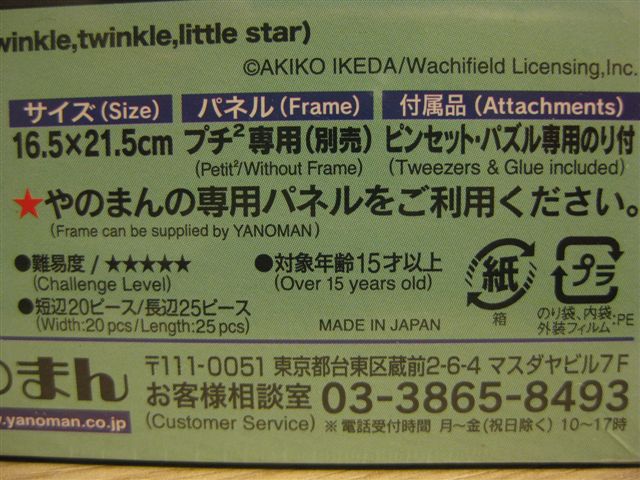 winkle,twinkle,little star)
©AKIKO IKEDA/Wachifield Licensing,Inc.
サイズ(Size) パネル(Frame) 付属品(Attachments)
16.5×21.5cm プチ²専用(別売) ピンセット・パズル専用のり付
(Petit²/Without Frame) (Tweezers & Glue included)
★やのまんの専用パネルをご利用ください。
(Frame can be supplied by YANOMAN)
●難易度/★★★★★ ●対象年齢15才以上
(Challenge Level) (Over 15 years old)
●短辺20ピース/長辺25ピース
(Width:20pcs/Length:25pcs)
MADE IN JAPAN
紙
箱
プラ
のり袋、内袋、
外装フィルム:PE
のまん
www.yanoman.co.jp
〒111-0051 東京都台東区蔵前2-6-4 マスダヤビル7F
お客様相談室 03-3865-8493
(Customer Service) ※電話受付時間 月〜金(祝日除く)10〜17時